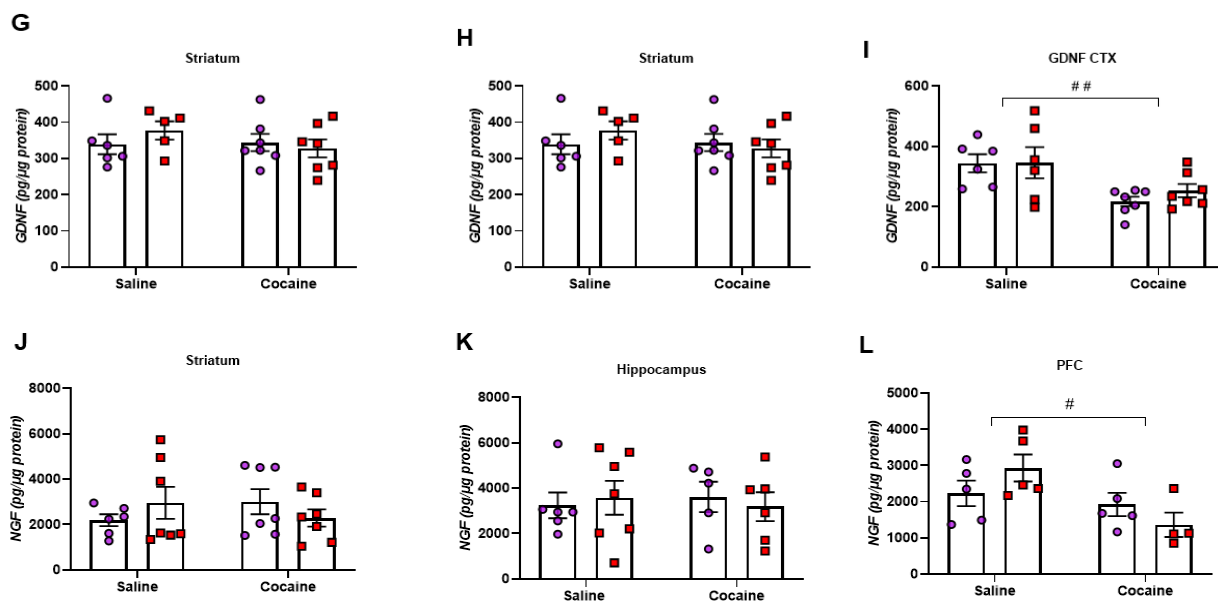 G
Striatum
GDNF (pg/µg protein)
500
400
300
200
100
0
Saline
Cocaine
H
Striatum
GDNF (pg/µg protein)
500
400
300
200
100
0
Saline
Cocaine
I
GDNF CTX
# #
GDNF (pg/µg protein)
600
400
200
0
Saline
Cocaine
J
Striatum
NGF (pg/µg protein)
8000
6000
4000
2000
0
Saline
Cocaine
K
Hippocampus
NGF (pg/µg protein)
8000
6000
4000
2000
0
Saline
Cocaine
L
PFC
#
NGF (pg/µg protein)
5000
4000
3000
2000
1000
0
Saline
Cocaine